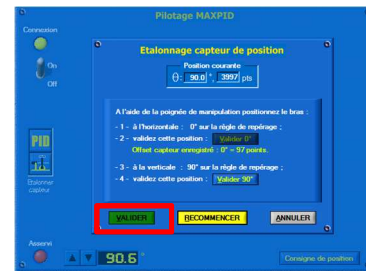 Pilotage MAXPID
Connexion
On
Off
Etalonnage capteur de position
Position courante
θ: 90.0 °, 3997 pts
A l'aide de la poignée de manipulation positionnez le bras :
- 1 - à l'horizontale : 0° sur la règle de repérage ;
- 2 - validez cette position : Valider 0°
Offset capteur enregistré : 0° = 97 points.
- 3 - à la verticale : 90° sur la règle de repérage ;
- 4 - validez cette position : Valider 90°
PID
Etalonner
capteur
VALIDER
RECOMMENCER
ANNULER
Asservi
90.6 °
Consigne de position